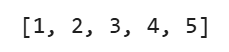 [1, 2, 3, 4, 5]